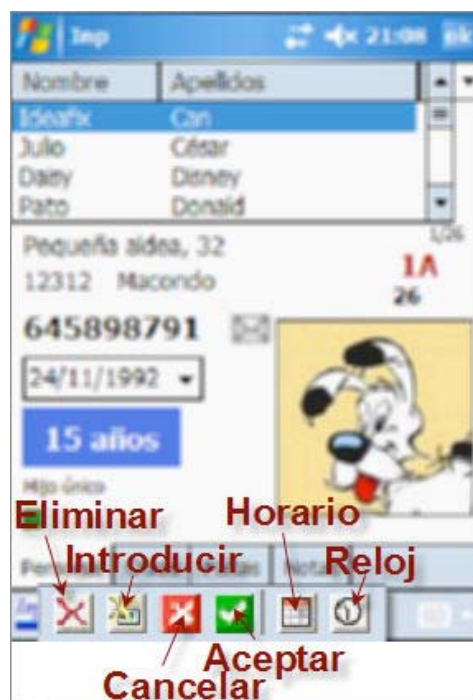 Imp 21:08 ok
Nombre Apellidos
Ideafix Can
Julio César
Daisy Disney
Pato Donald
1/26
Pequeña aldea, 32
12312 Macondo
1A
26
645898791
24/11/1992
15 años
Hijo único
Eliminar Horario
Introducir Reloj
Aceptar
Cancelar